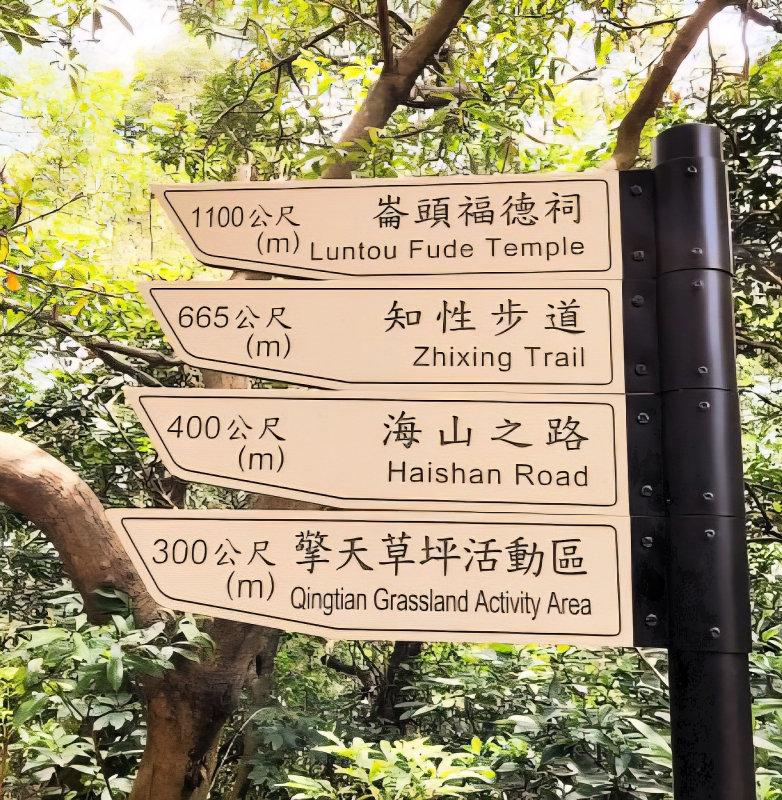 1100公尺 崙頭福德祠
(m) Luntou Fude Temple
665公尺 知性步道
(m) Zhixing Trail
400公尺 海山之路
(m) Haishan Road
300公尺 擎天草坪活動區
(m) Qingtian Grassland Activity Area